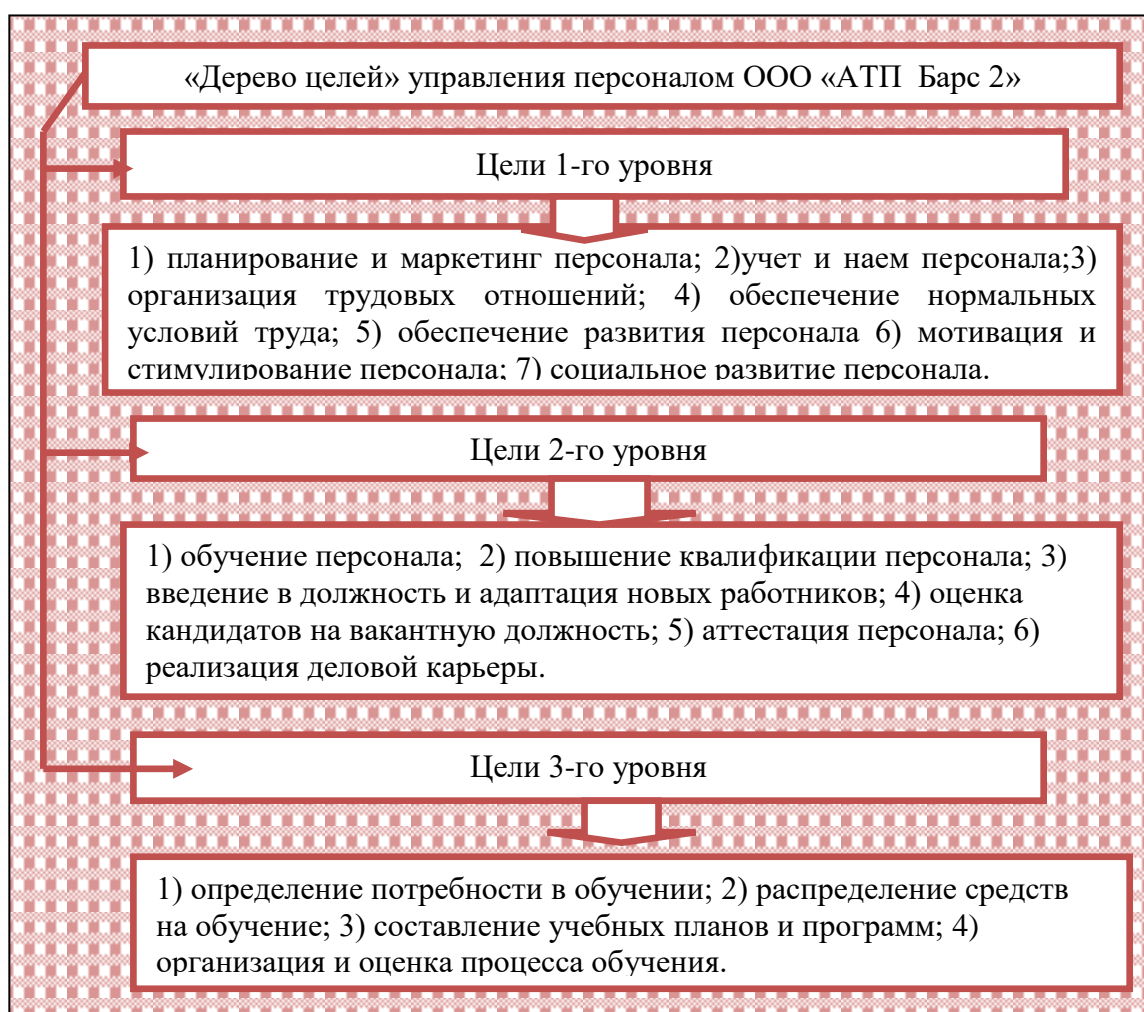 «Дерево целей» управления персоналом ООО «АТП  Барс 2»
Цели 1-го уровня
1) планирование и маркетинг персонала; 2)учет и наем персонала;3)
организация трудовых отношений; 4) обеспечение нормальных
условий труда; 5) обеспечение развития персонала 6) мотивация и
стимулирование персонала; 7) социальное развитие персонала.
Цели 2-го уровня
1) обучение персонала;  2) повышение квалификации персонала; 3)
введение в должность и адаптация новых работников; 4) оценка
кандидатов на вакантную должность; 5) аттестация персонала; 6)
реализация деловой карьеры.
Цели 3-го уровня
1) определение потребности в обучении; 2) распределение средств
на обучение; 3) составление учебных планов и программ; 4)
организация и оценка процесса обучения.